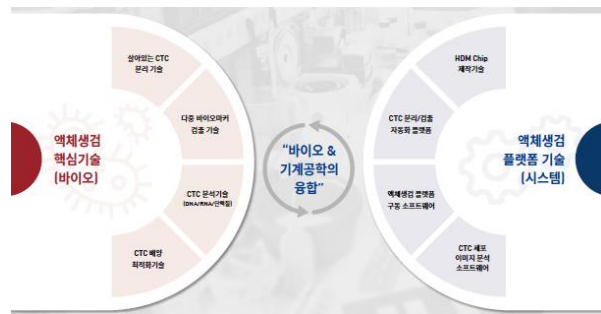 살아있는 CTC
분리 기술
다중 바이오마커
검출 기술
CTC 분석기술
(DNA/RNA/단백질)
CTC 배양
최적화기술
액체생검
핵심기술
(바이오)
"바이오 &
기계공학의
융합"
HDM Chip
제작기술
CTC 분리/검출
자동화 플랫폼
액체생검 플랫폼
구동 소프트웨어
CTC 세포
이미지 분석
소프트웨어
액체생검
플랫폼 기술
(시스템)